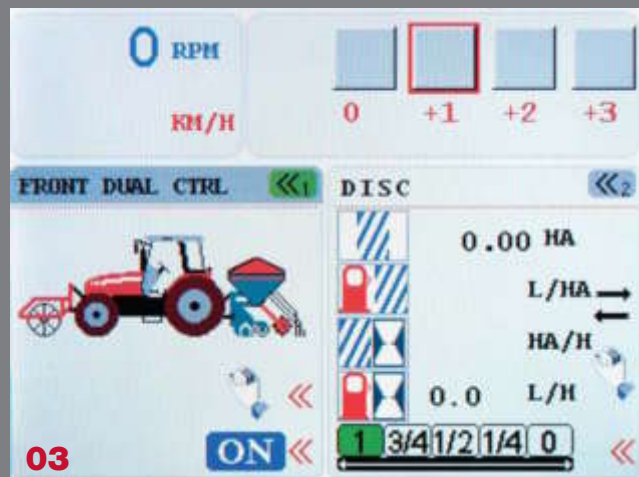 0 RPM
KM/H
0 +1 +2 +3
FRONT DUAL CTRL 1
DISC 2
0.00 HA
L/HA
HA/H
0.0 L/H
ON
1 3/4 1/2 1/4 0
03